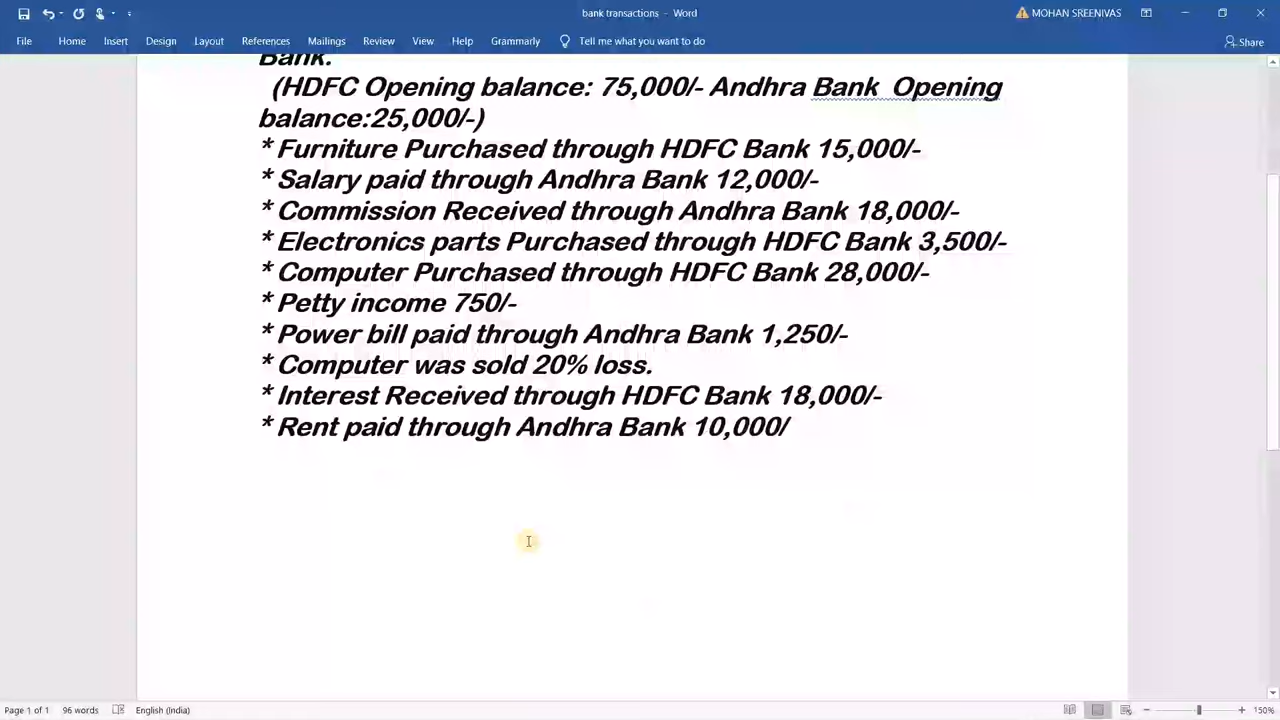 bank transactions - Word
MOHAN SREENIVAS
File Home Insert Design Layout References Mailings Review View Help Grammarly Tell me what you want to do Share
Bank.
(HDFC Opening balance: 75,000/- Andhra Bank Opening
balance:25,000/-)
* Furniture Purchased through HDFC Bank 15,000/-
* Salary paid through Andhra Bank 12,000/-
* Commission Received through Andhra Bank 18,000/-
* Electronics parts Purchased through HDFC Bank 3,500/-
* Computer Purchased through HDFC Bank 28,000/-
* Petty income 750/-
* Power bill paid through Andhra Bank 1,250/-
* Computer was sold 20% loss.
* Interest Received through HDFC Bank 18,000/-
* Rent paid through Andhra Bank 10,000/
Page 1 of 1 96 words English (India) 150%